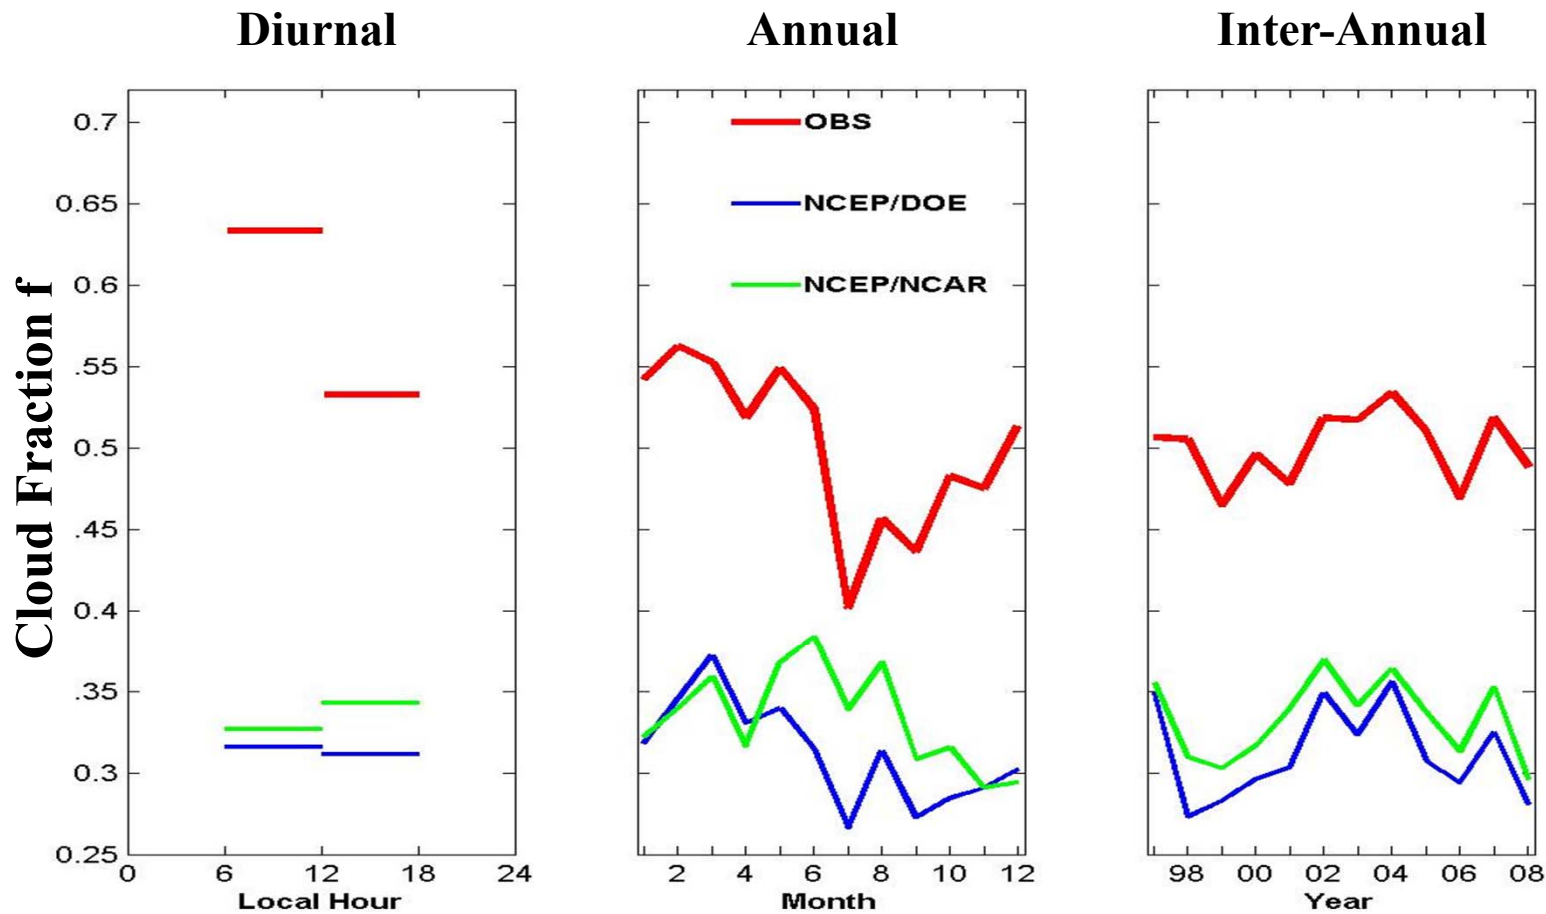 Diurnal Annual Inter-Annual
Cloud Fraction f
0.7
0.65
0.6
.55
0.5
.45
0.4
.35
0.3
0.25
OBS
NCEP/DOE
NCEP/NCAR
0 6 12 18 24
2 4 6 8 10 12
98 00 02 04 06 08
Local Hour
Month
Year